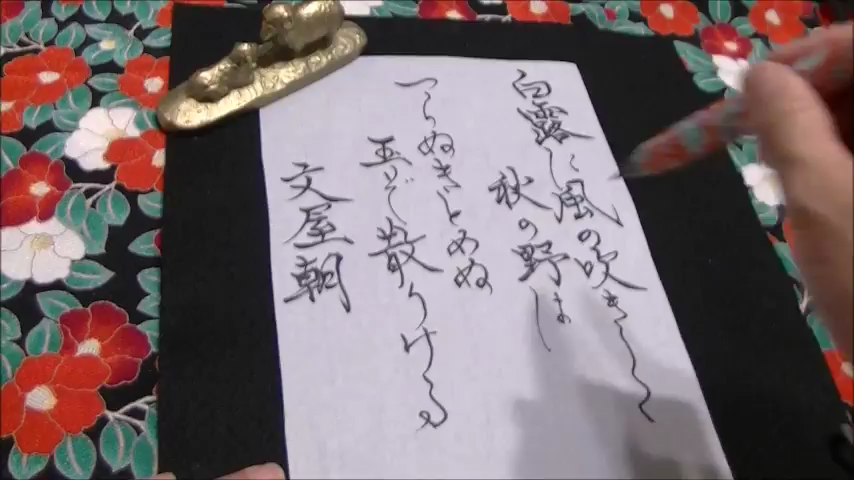 白露に風の吹きしく
秋の野は
つらぬきとめぬ
玉ぞ散りける
文屋朝